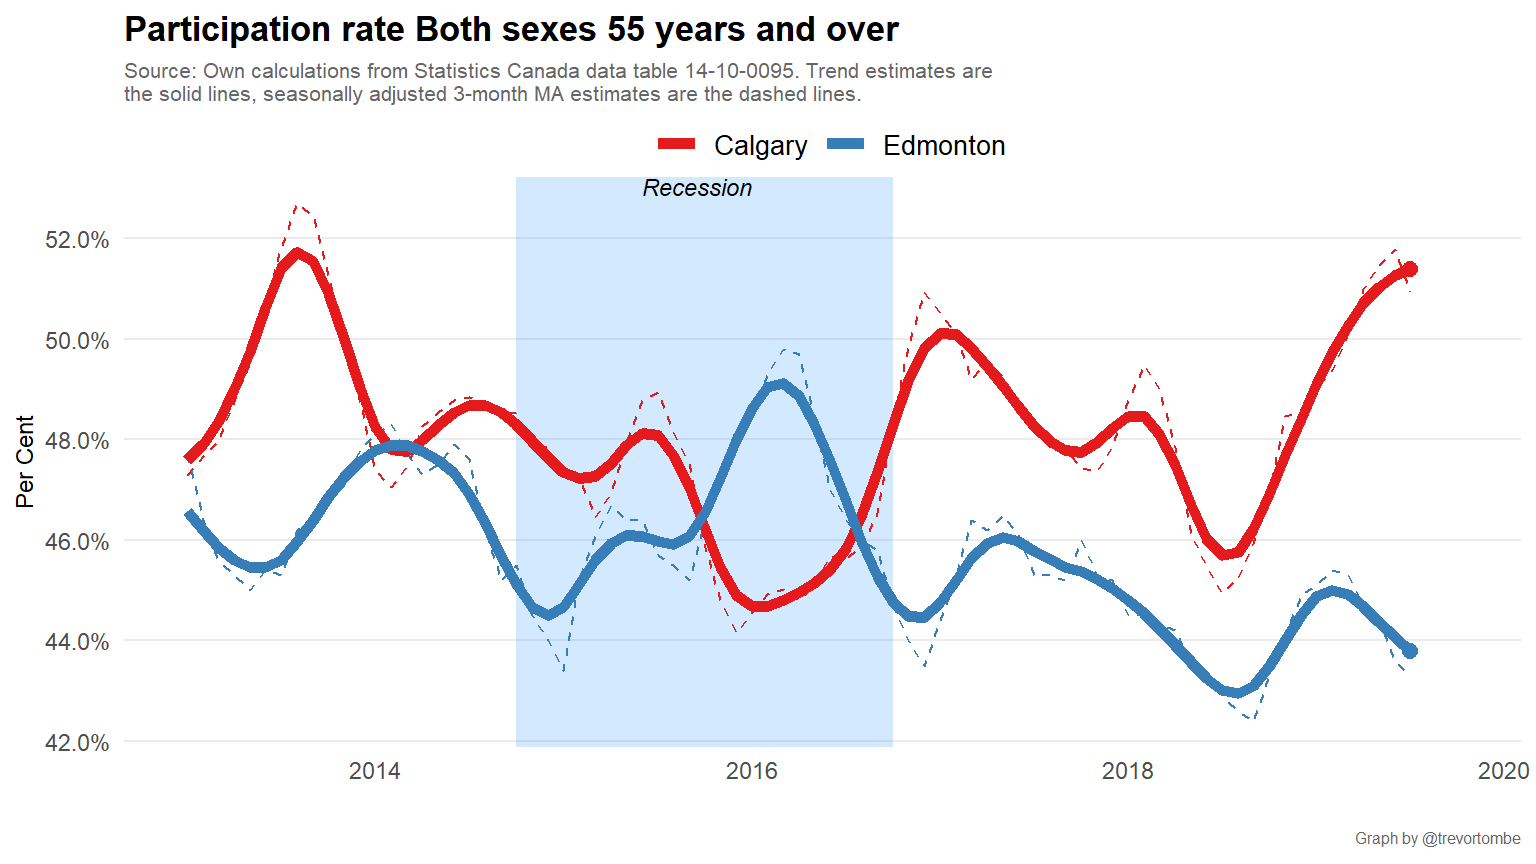 Participation rate Both sexes 55 years and over
Source: Own calculations from Statistics Canada data table 14-10-0095. Trend estimates are
the solid lines, seasonally adjusted 3-month MA estimates are the dashed lines.
Calgary Edmonton
Recession
52.0%
50.0%
48.0%
46.0%
44.0%
42.0%
Per Cent
2014 2016 2018 2020
Graph by @trevortombe